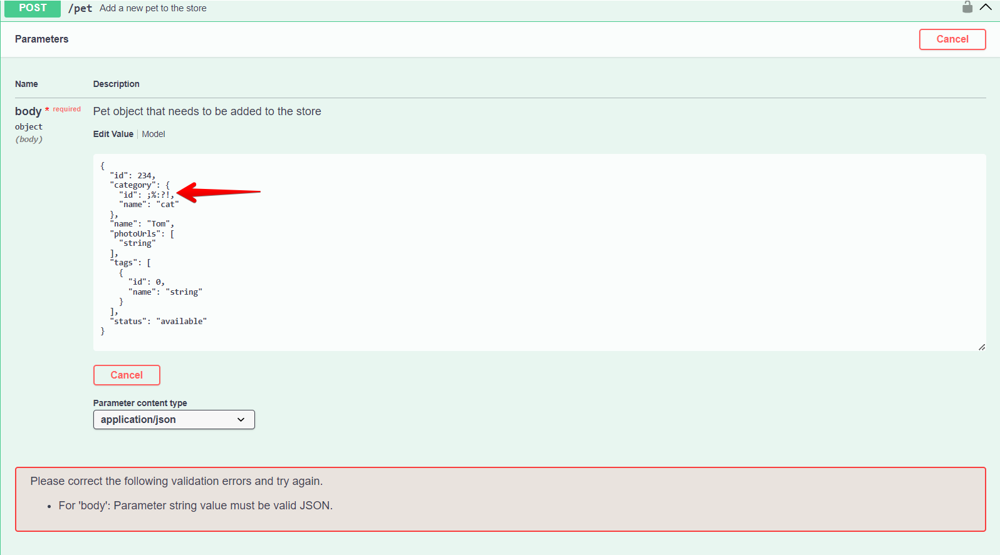 POST /pet Add a new pet to the store
Parameters Cancel
Name Description
body * required Pet object that needs to be added to the store
object
(body)
Edit Value Model
{
  "id": 234,
  "category": {
    "id": ;%:?!,
    "name": "cat"
  },
  "name": "Tom",
  "photoUrls": [
    "string"
  ],
  "tags": [
    {
      "id": 0,
      "name": "string"
    }
  ],
  "status": "available"
}
Cancel
Parameter content type
application/json
Please correct the following validation errors and try again.
• For 'body': Parameter string value must be valid JSON.